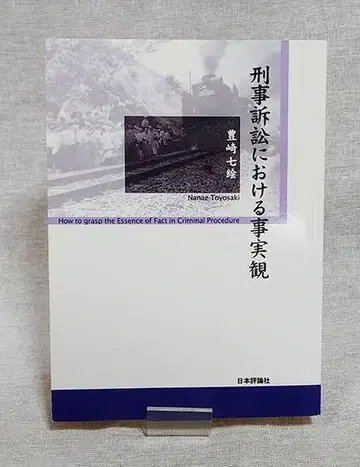 刑事訴訟における事実観
豊崎七絵
Nanae Toyosaki
How to grasp the Essence of Fact in Criminal Procedure
日本評論社